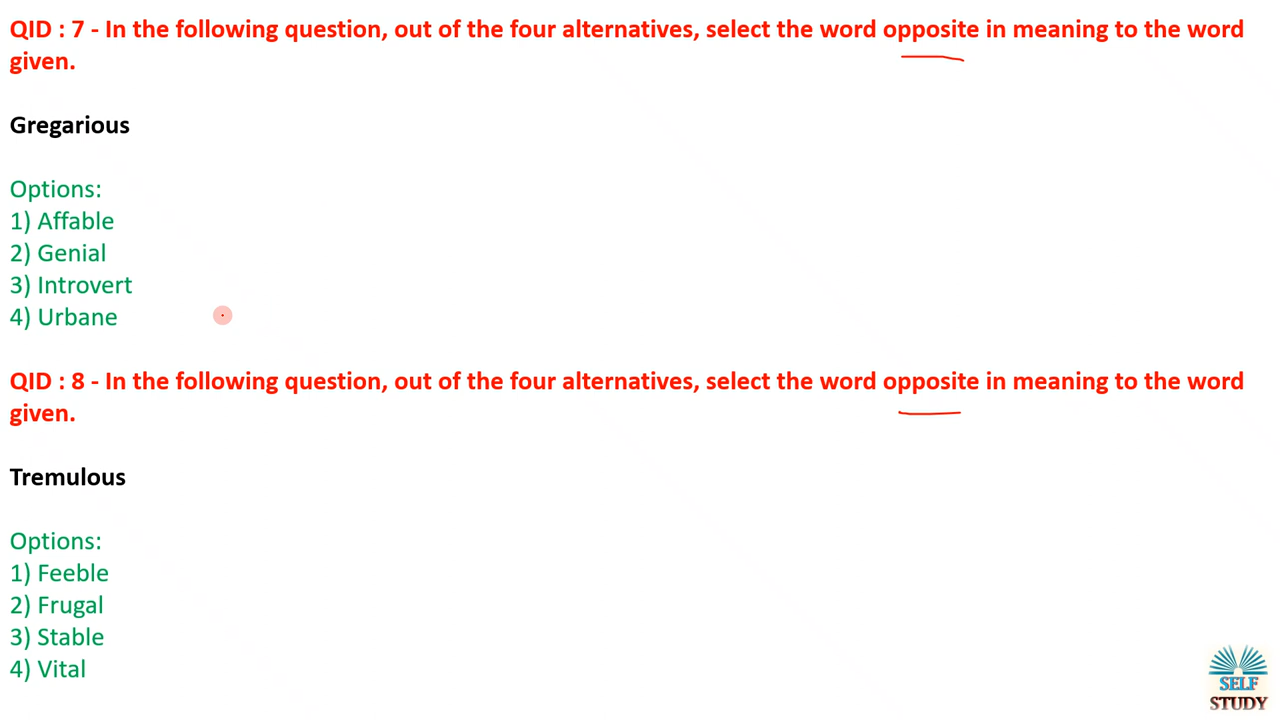 QID : 7 - In the following question, out of the four alternatives, select the word opposite in meaning to the word
given.
Gregarious
Options:
1) Affable
2) Genial
3) Introvert
4) Urbane
QID : 8 - In the following question, out of the four alternatives, select the word opposite in meaning to the word
given.
Tremulous
Options:
1) Feeble
2) Frugal
3) Stable
4) Vital
SELF
STUDY